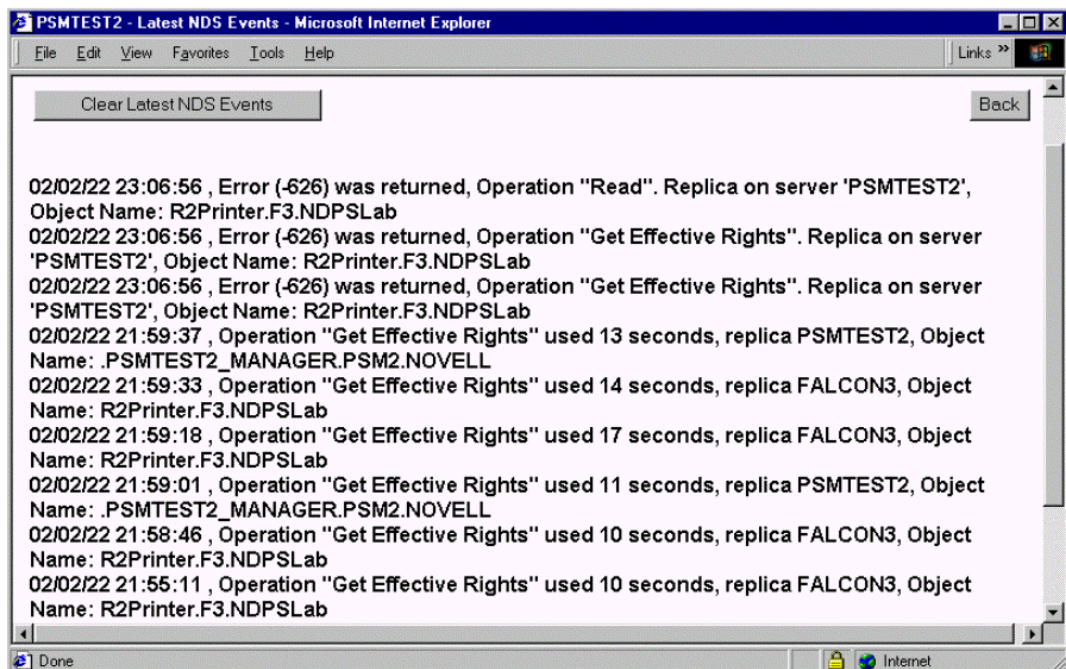 PSMTEST2 - Latest NDS Events - Microsoft Internet Explorer
File Edit View Favorites Tools Help Links »
Clear Latest NDS Events Back
02/02/22 23:06:56 , Error (-626) was returned, Operation "Read". Replica on server 'PSMTEST2',
Object Name: R2Printer.F3.NDPSLab
02/02/22 23:06:56 , Error (-626) was returned, Operation "Get Effective Rights". Replica on server
'PSMTEST2', Object Name: R2Printer.F3.NDPSLab
02/02/22 23:06:56 , Error (-626) was returned, Operation "Get Effective Rights". Replica on server
'PSMTEST2', Object Name: R2Printer.F3.NDPSLab
02/02/22 21:59:37 , Operation "Get Effective Rights" used 13 seconds, replica PSMTEST2, Object
Name: .PSMTEST2_MANAGER.PSM2.NOVELL
02/02/22 21:59:33 , Operation "Get Effective Rights" used 14 seconds, replica FALCON3, Object
Name: R2Printer.F3.NDPSLab
02/02/22 21:59:18 , Operation "Get Effective Rights" used 17 seconds, replica FALCON3, Object
Name: R2Printer.F3.NDPSLab
02/02/22 21:59:01 , Operation "Get Effective Rights" used 11 seconds, replica PSMTEST2, Object
Name: .PSMTEST2_MANAGER.PSM2.NOVELL
02/02/22 21:58:46 , Operation "Get Effective Rights" used 10 seconds, replica FALCON3, Object
Name: R2Printer.F3.NDPSLab
02/02/22 21:55:11 , Operation "Get Effective Rights" used 10 seconds, replica FALCON3, Object
Name: R2Printer.F3.NDPSLab
Done Internet